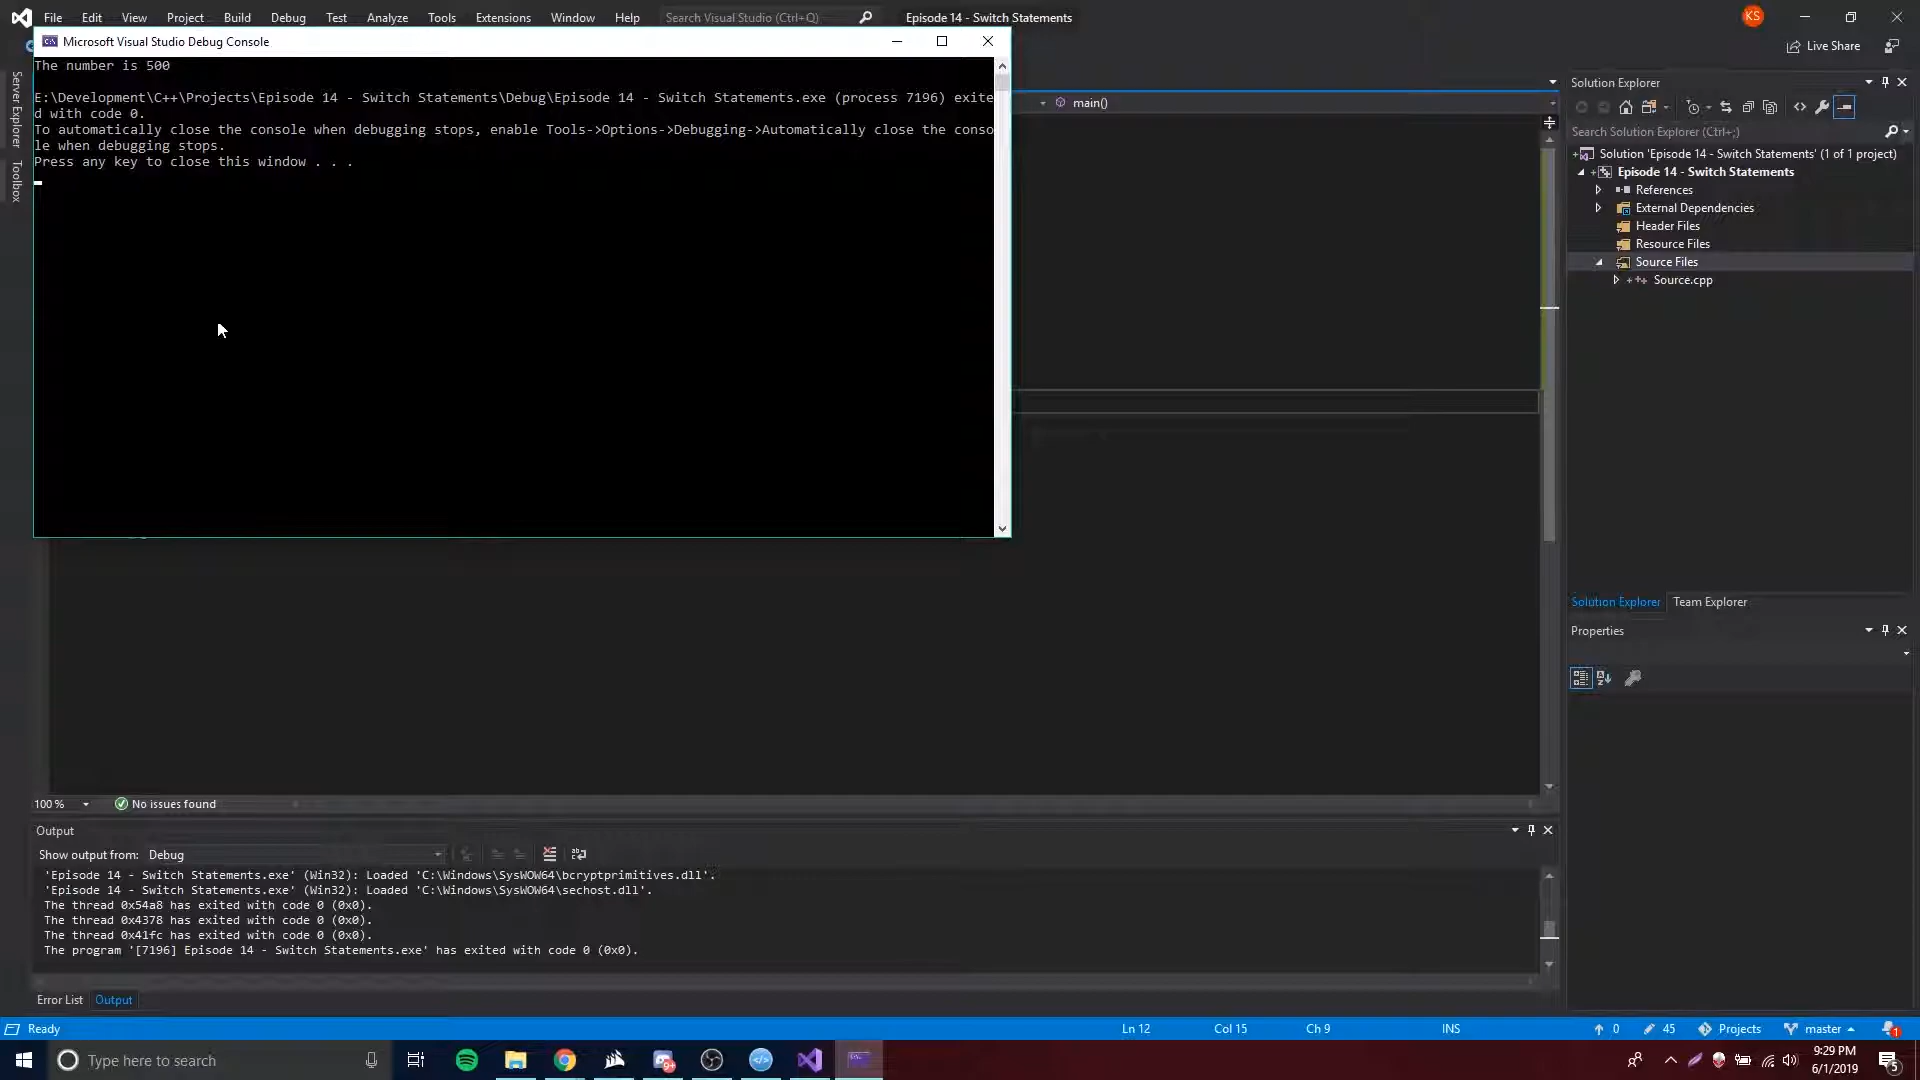 File Edit View Project Build Debug Test Analyze Tools Extensions Window Help Search Visual Studio (Ctrl+Q) Episode 14 - Switch Statements KS
Live Share
Microsoft Visual Studio Debug Console
The number is 500
E:\Development\C++\Projects\Episode 14 - Switch Statements\Debug\Episode 14 - Switch Statements.exe (process 7196) exite
d with code 0.
To automatically close the console when debugging stops, enable Tools->Options->Debugging->Automatically close the conso
le when debugging stops.
Press any key to close this window . . .
Server Explorer
Toolbox
main()
Solution Explorer
Search Solution Explorer (Ctrl+;)
Solution 'Episode 14 - Switch Statements' (1 of 1 project)
Episode 14 - Switch Statements
References
External Dependencies
Header Files
Resource Files
Source Files
Source.cpp
Solution Explorer Team Explorer
Properties
100 % No issues found
Output
Show output from: Debug
'Episode 14 - Switch Statements.exe' (Win32): Loaded 'C:\Windows\SysWOW64\bcryptprimitives.dll'.
'Episode 14 - Switch Statements.exe' (Win32): Loaded 'C:\Windows\SysWOW64\sechost.dll'.
The thread 0x54a8 has exited with code 0 (0x0).
The thread 0x4378 has exited with code 0 (0x0).
The thread 0x41fc has exited with code 0 (0x0).
The program '[7196] Episode 14 - Switch Statements.exe' has exited with code 0 (0x0).
Error List Output
Ready Ln 12 Col 15 Ch 9 INS 0 45 Projects master 1
Type here to search
9:29 PM
6/1/2019
5